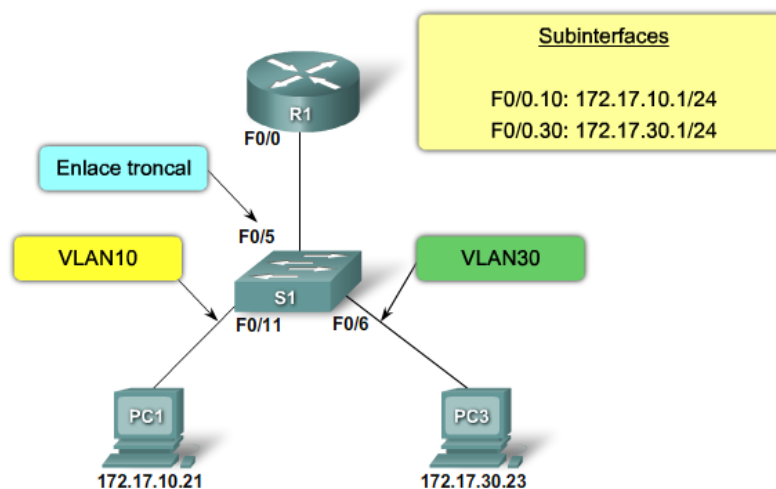 Subinterfaces
F0/0.10: 172.17.10.1/24
F0/0.30: 172.17.30.1/24
R1
F0/0
Enlace troncal
F0/5
VLAN10
VLAN30
S1
F0/11
F0/6
PC1
PC3
172.17.10.21
172.17.30.23